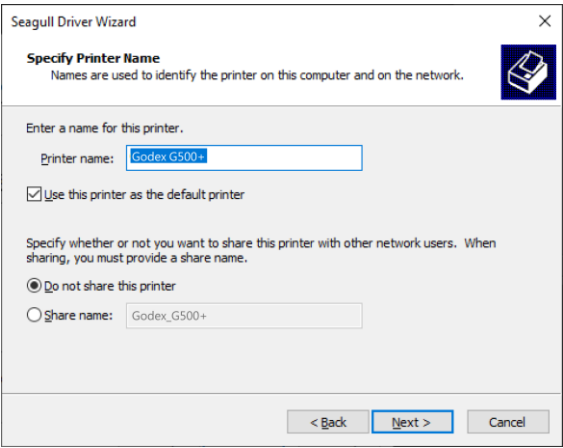 Seagull Driver Wizard
Specify Printer Name
Names are used to identify the printer on this computer and on the network.
Enter a name for this printer.
Printer name: Godex G500+
Use this printer as the default printer
Specify whether or not you want to share this printer with other network users. When
sharing, you must provide a share name.
Do not share this printer
Share name: Godex_G500+
< Back Next > Cancel